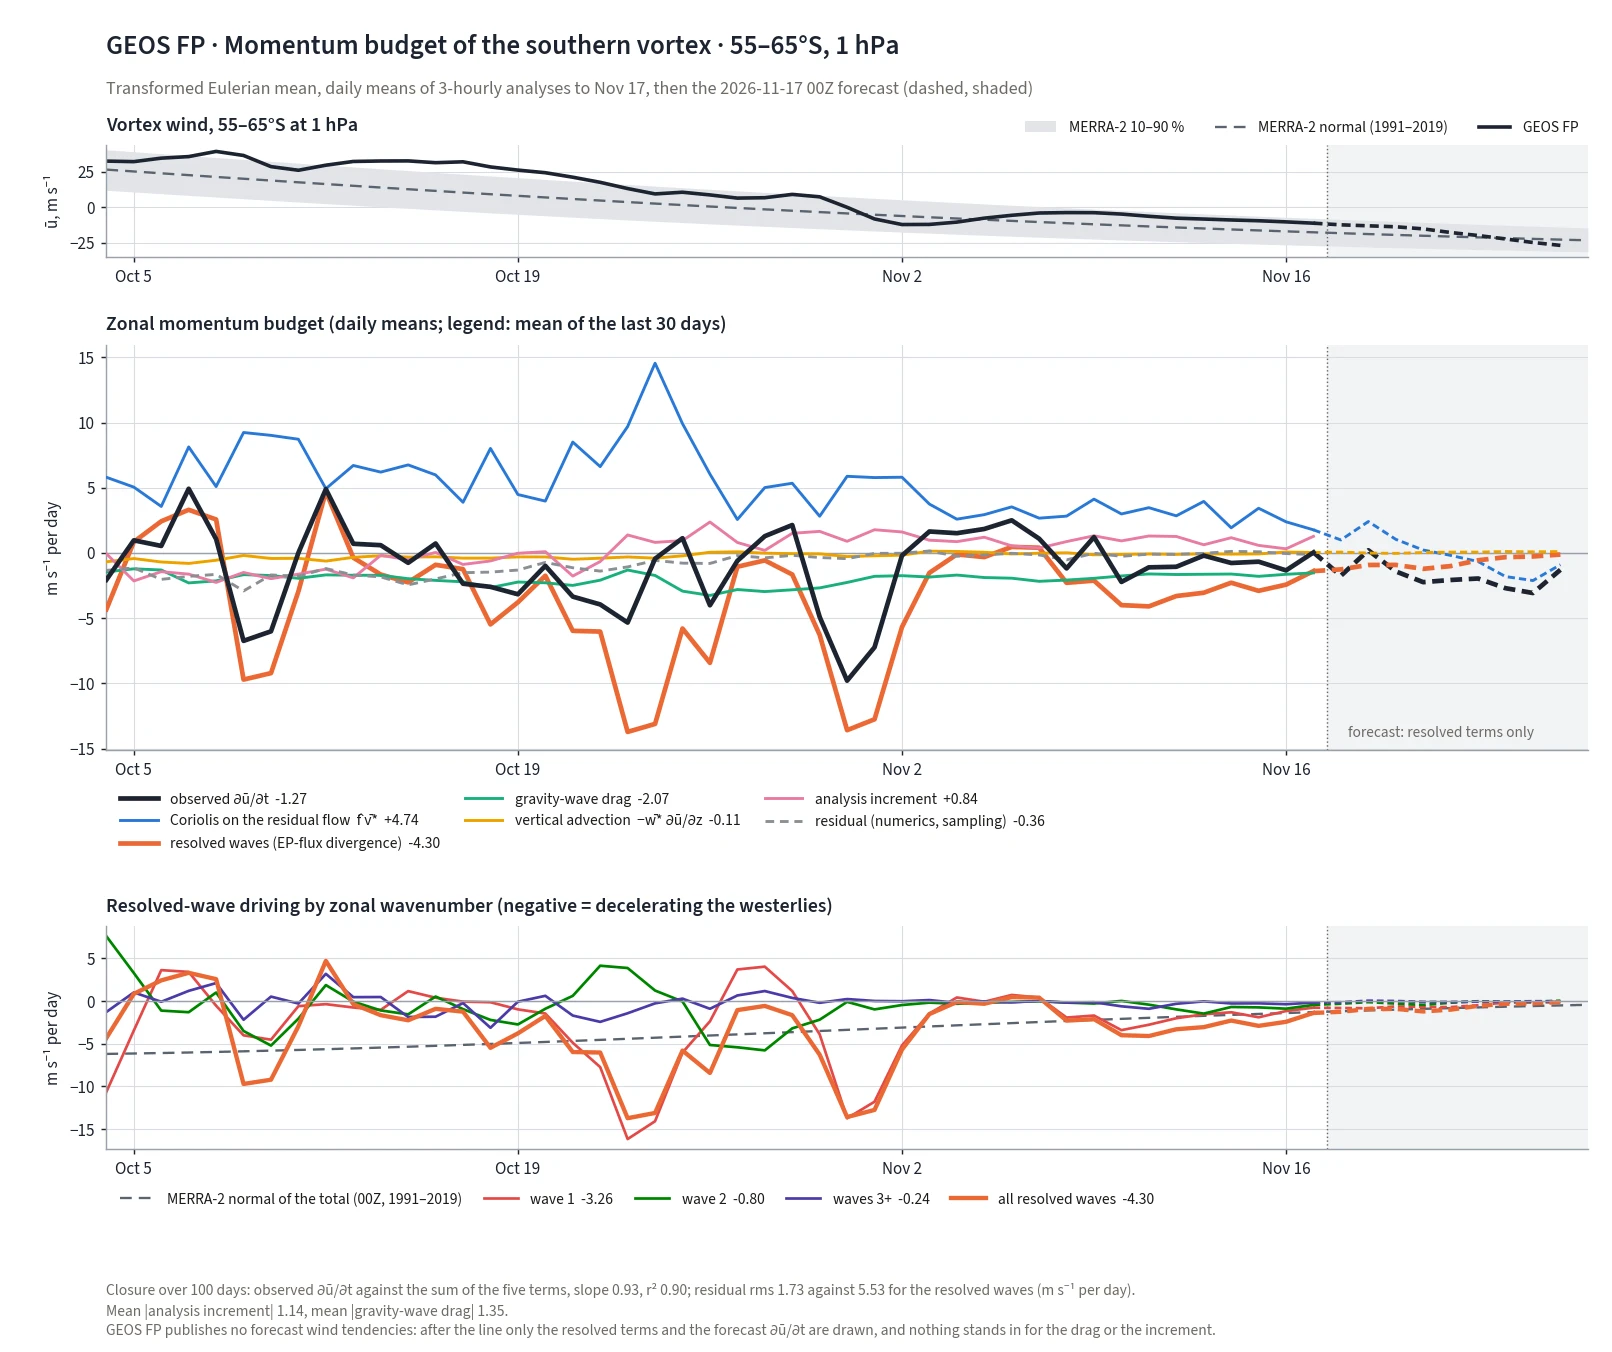 GEOS FP · Momentum budget of the southern vortex · 55–65°S, 1 hPa
Transformed Eulerian mean, daily means of 3-hourly analyses to Nov 17, then the 2026-11-17 00Z forecast (dashed, shaded)
Vortex wind, 55–65°S at 1 hPa
MERRA-2 10–90 %
MERRA-2 normal (1991–2019)
GEOS FP
ū, m s⁻¹
25
0
−25
Oct 5
Oct 19
Nov 2
Nov 16
Zonal momentum budget (daily means; legend: mean of the last 30 days)
m s⁻¹ per day
15
10
5
0
−5
−10
−15
forecast: resolved terms only
Oct 5
Oct 19
Nov 2
Nov 16
observed ∂ū/∂t -1.27
gravity-wave drag -2.07
analysis increment +0.84
Coriolis on the residual flow f v̄* +4.74
vertical advection −w̄* ∂ū/∂z -0.11
residual (numerics, sampling) -0.36
resolved waves (EP-flux divergence) -4.30
Resolved-wave driving by zonal wavenumber (negative = decelerating the westerlies)
m s⁻¹ per day
5
0
−5
−10
−15
Oct 5
Oct 19
Nov 2
Nov 16
MERRA-2 normal of the total (00Z, 1991–2019)
wave 1 -3.26
wave 2 -0.80
waves 3+ -0.24
all resolved waves -4.30
Closure over 100 days: observed ∂ū/∂t against the sum of the five terms, slope 0.93, r² 0.90; residual rms 1.73 against 5.53 for the resolved waves (m s⁻¹ per day).
Mean |analysis increment| 1.14, mean |gravity-wave drag| 1.35.
GEOS FP publishes no forecast wind tendencies: after the line only the resolved terms and the forecast ∂ū/∂t are drawn, and nothing stands in for the drag or the increment.